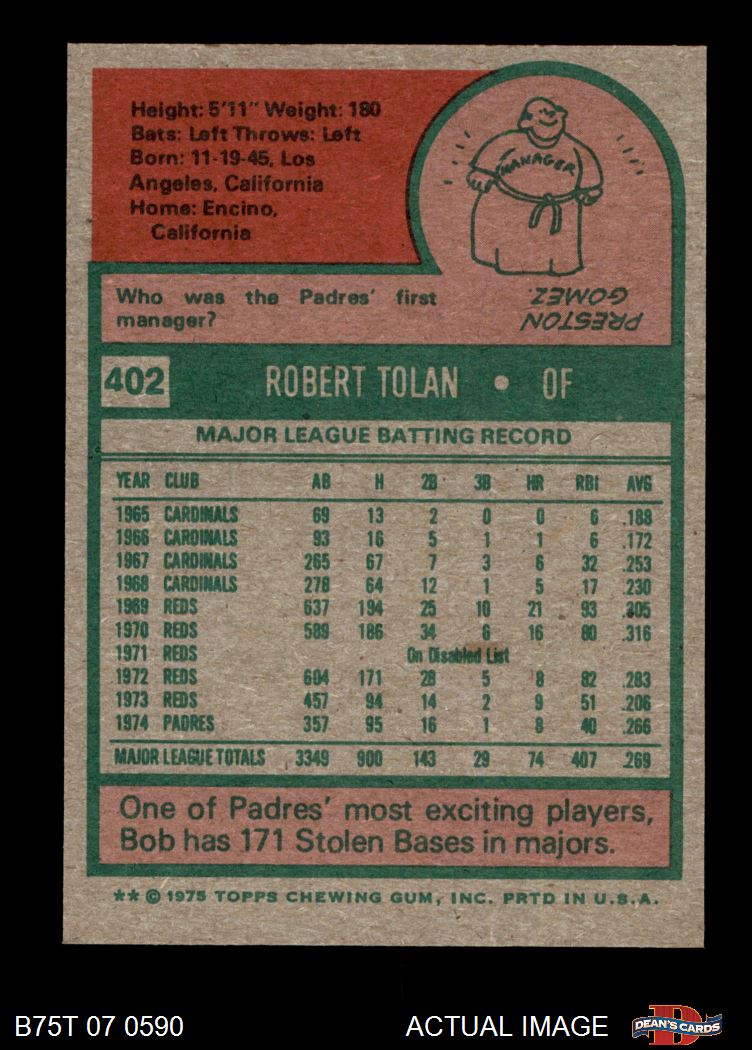 Height: 5'11" Weight: 180
Bats: Left Throws: Left
Born: 11-19-45, Los
Angeles, California
Home: Encino,
California
MANAGER
Who was the Padres' first
manager?
PRESTON
GOMEZ.
402 ROBERT TOLAN • OF
MAJOR LEAGUE BATTING RECORD
YEAR CLUB AB H 2B 3B HR RBI AVG
1965 CARDINALS 69 13 2 0 0 6 .188
1966 CARDINALS 93 16 5 1 1 6 .172
1967 CARDINALS 265 67 7 3 6 32 .253
1968 CARDINALS 278 64 12 1 5 17 .230
1969 REDS 637 194 25 10 21 93 .305
1970 REDS 589 186 34 6 16 80 .316
1971 REDS On Disabled List
1972 REDS 604 171 28 5 8 82 .283
1973 REDS 457 94 14 2 9 51 .206
1974 PADRES 357 95 16 1 8 40 .266
MAJOR LEAGUE TOTALS 3349 900 143 29 74 407 .269
One of Padres' most exciting players,
Bob has 171 Stolen Bases in majors.
** © 1975 TOPPS CHEWING GUM, INC. PRTD IN U.S.A.
B75T 07 0590 ACTUAL IMAGE
D
DEAN'S CARDS